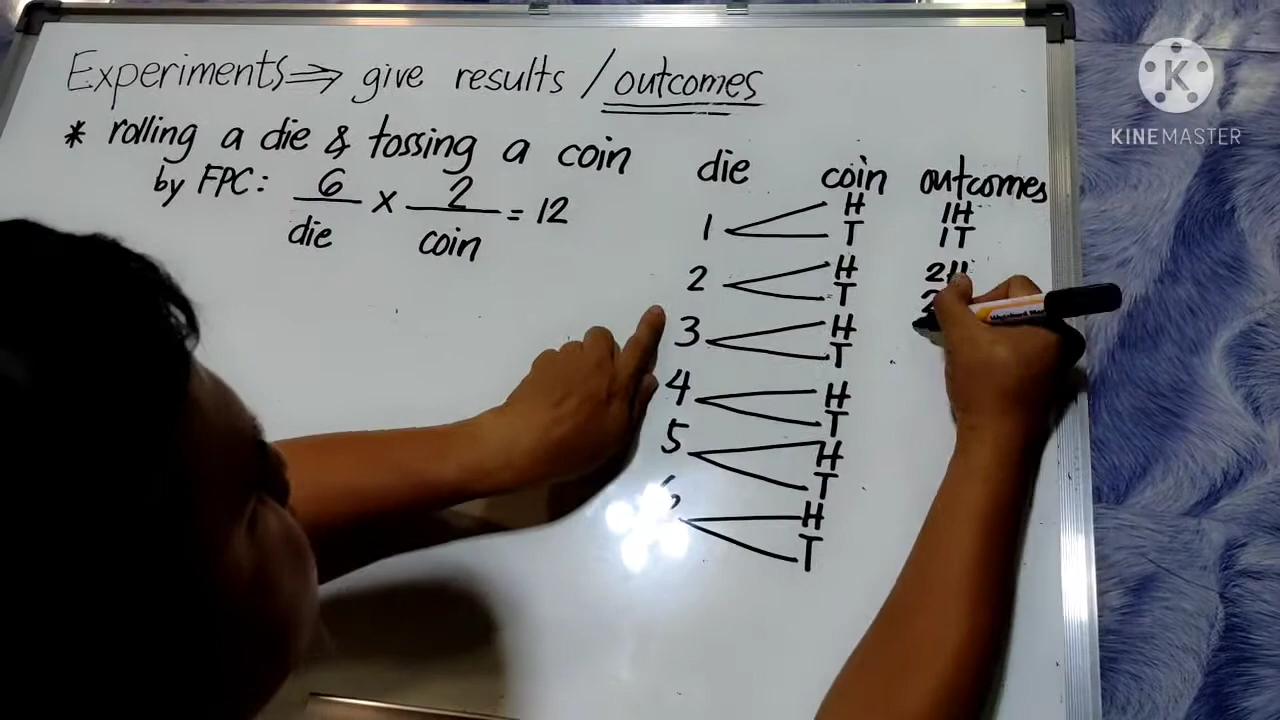 Experiments ⇒ give results / outcomes
* rolling a die & tossing a coin
by FPC: 6/die x 2/coin = 12
die coin outcomes
1 H 1H
T 1T
2 H 2H
T 2
3 H
T
4 H
T
5 H
T
H
T
KINEMASTER